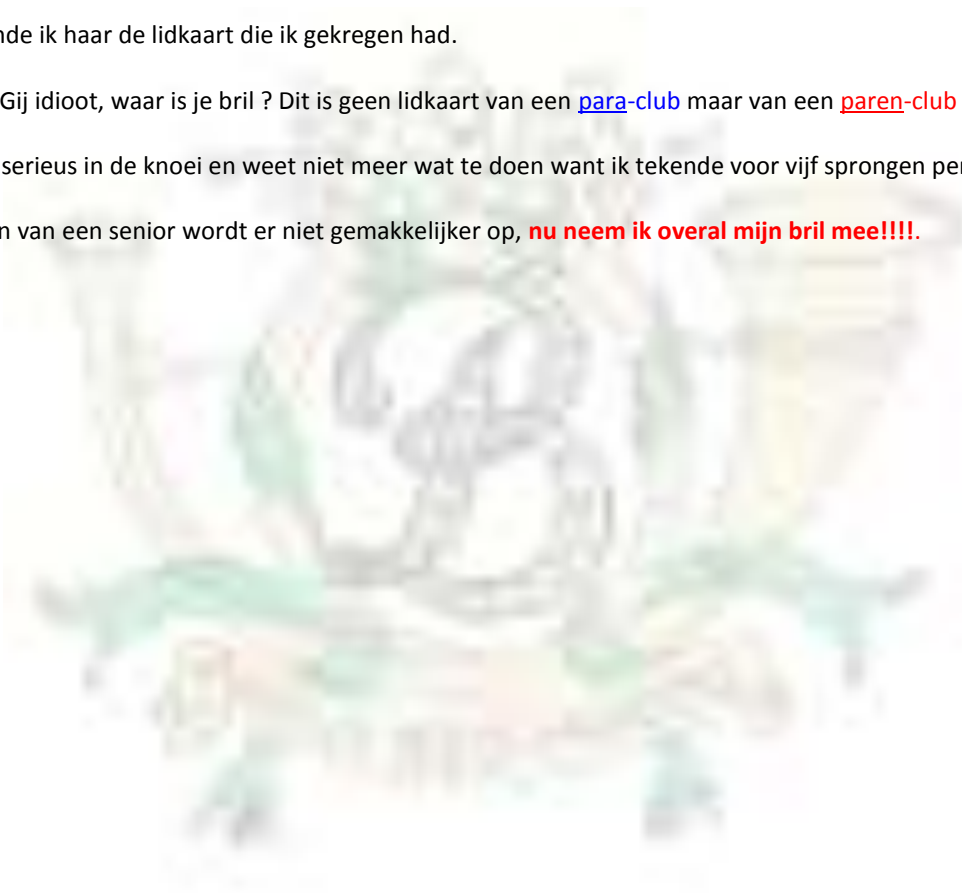 nde ik haar de lidkaart die ik gekregen had.
Gij idioot, waar is je bril ? Dit is geen lidkaart van een para-club maar van een paren-club
serieus in de knoei en weet niet meer wat te doen want ik tekende voor vijf sprongen per
n van een senior wordt er niet gemakkelijker op, nu neem ik overal mijn bril mee!!!!.